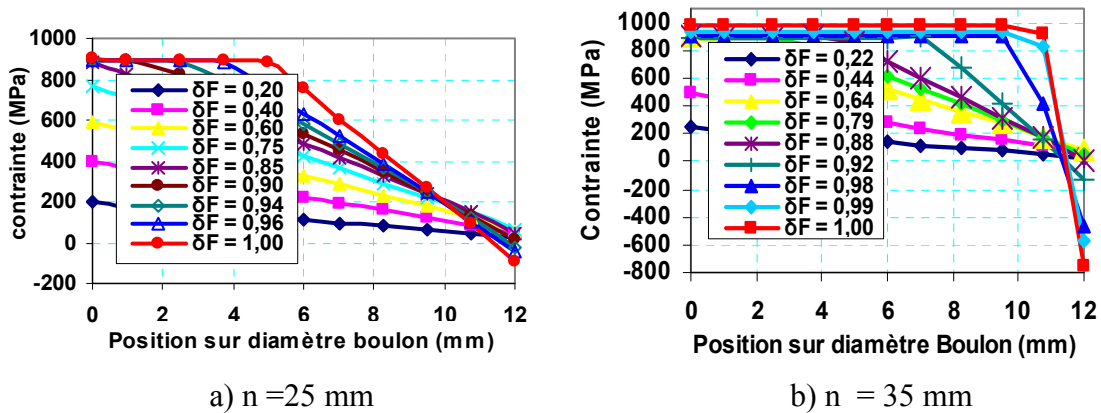 contrainte (MPa)
1000
800
600
400
200
0
-200
δF = 0,20
δF = 0,40
δF = 0,60
δF = 0,75
δF = 0,85
δF = 0,90
δF = 0,94
δF = 0,96
δF = 1,00
0 2 4 6 8 10 12
Position sur diamètre boulon (mm)
a) n =25 mm
Contrainte (MPa)
1000
800
600
400
200
0
-200
-400
-600
-800
δF = 0,22
δF = 0,44
δF = 0,64
δF = 0,79
δF = 0,88
δF = 0,92
δF = 0,98
δF = 0,99
δF = 1,00
0 2 4 6 8 10 12
Position sur diamètre Boulon (mm)
b) n = 35 mm